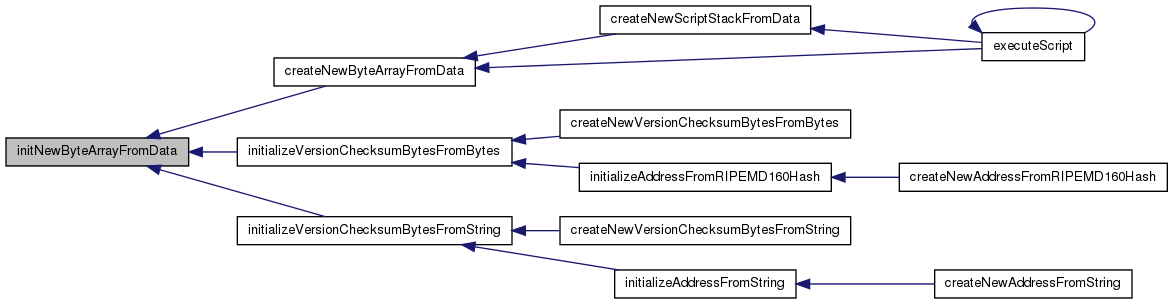 createNewScriptStackFromData
executeScript
createNewByteArrayFromData
createNewVersionChecksumBytesFromBytes
initNewByteArrayFromData
initializeVersionChecksumBytesFromBytes
initializeAddressFromRIPEMD160Hash
createNewAddressFromRIPEMD160Hash
initializeVersionChecksumBytesFromString
createNewVersionChecksumBytesFromString
initializeAddressFromString
createNewAddressFromString